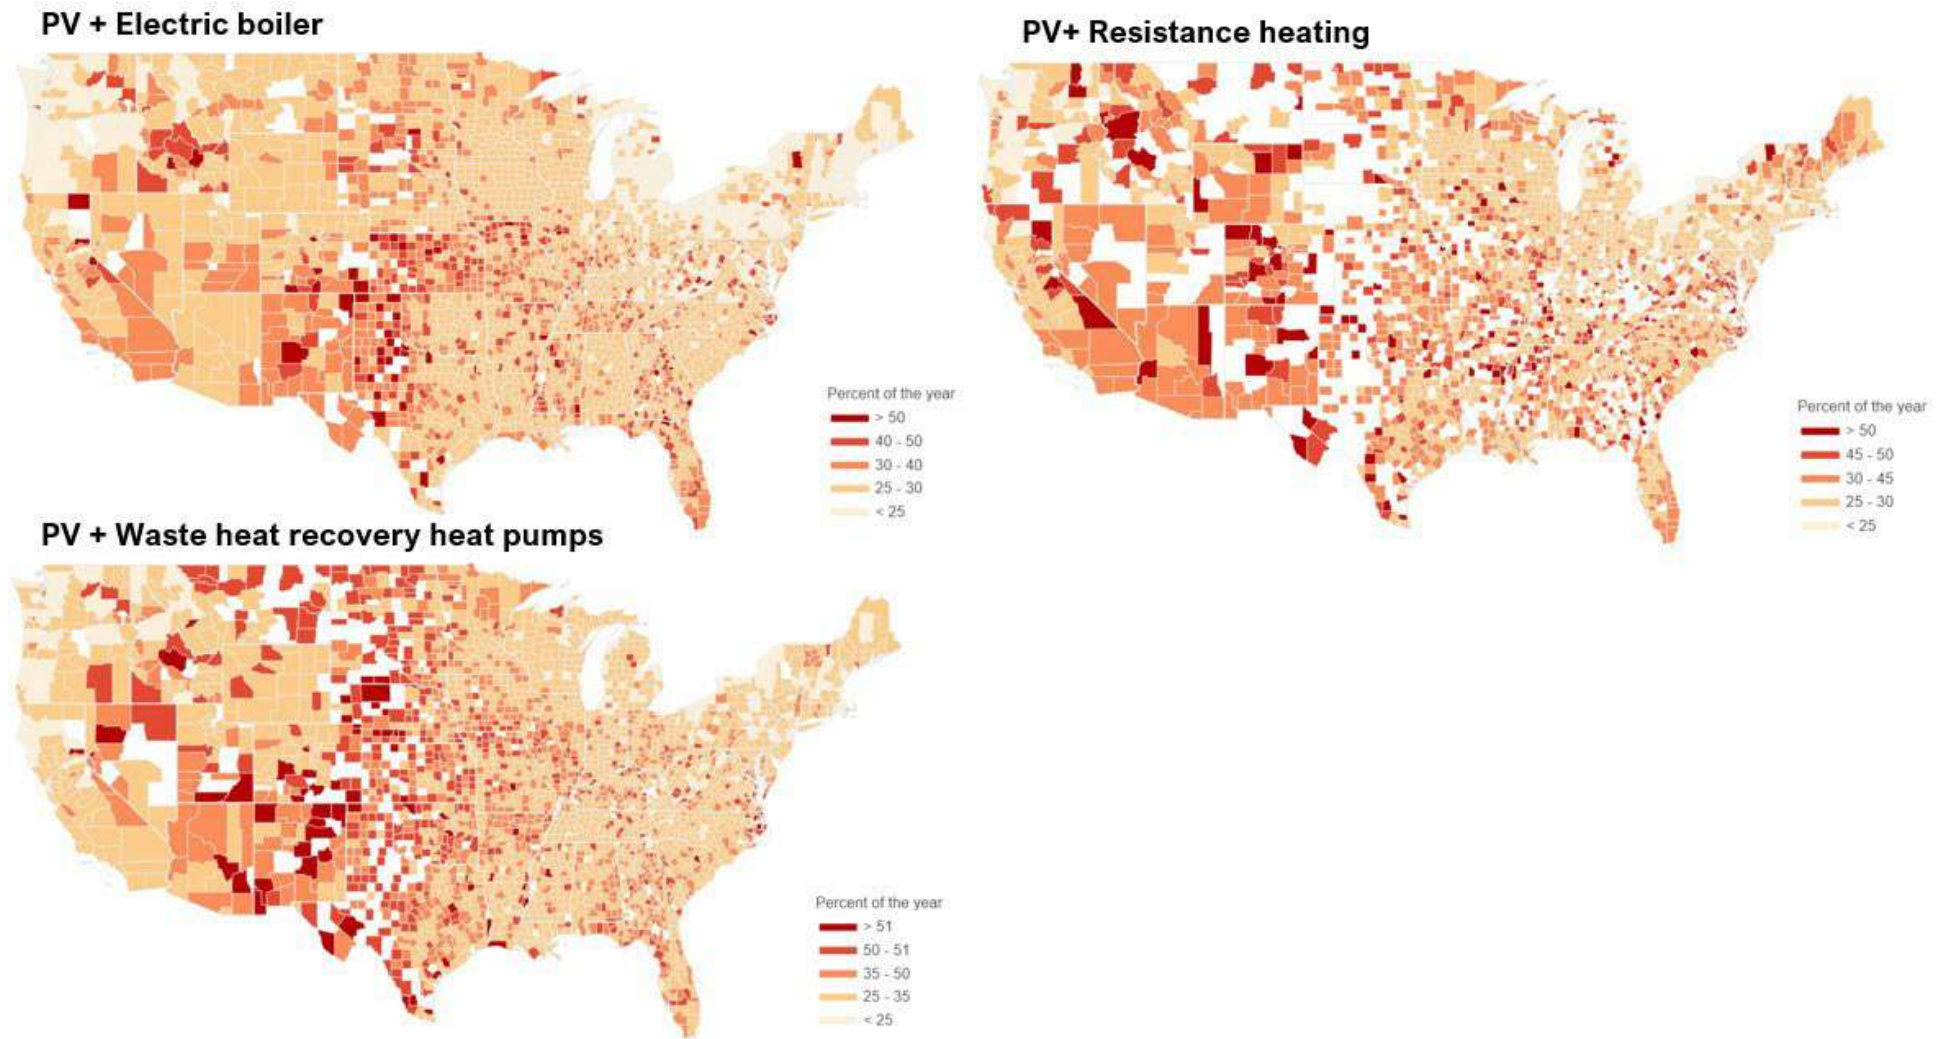 PV + Electric boiler
Percent of the year
> 50
40 - 50
30 - 40
25 - 30
< 25
PV+ Resistance heating
Percent of the year
> 50
45 - 50
30 - 45
25 - 30
< 25
PV + Waste heat recovery heat pumps
Percent of the year
> 51
50 - 51
35 - 50
25 - 35
< 25